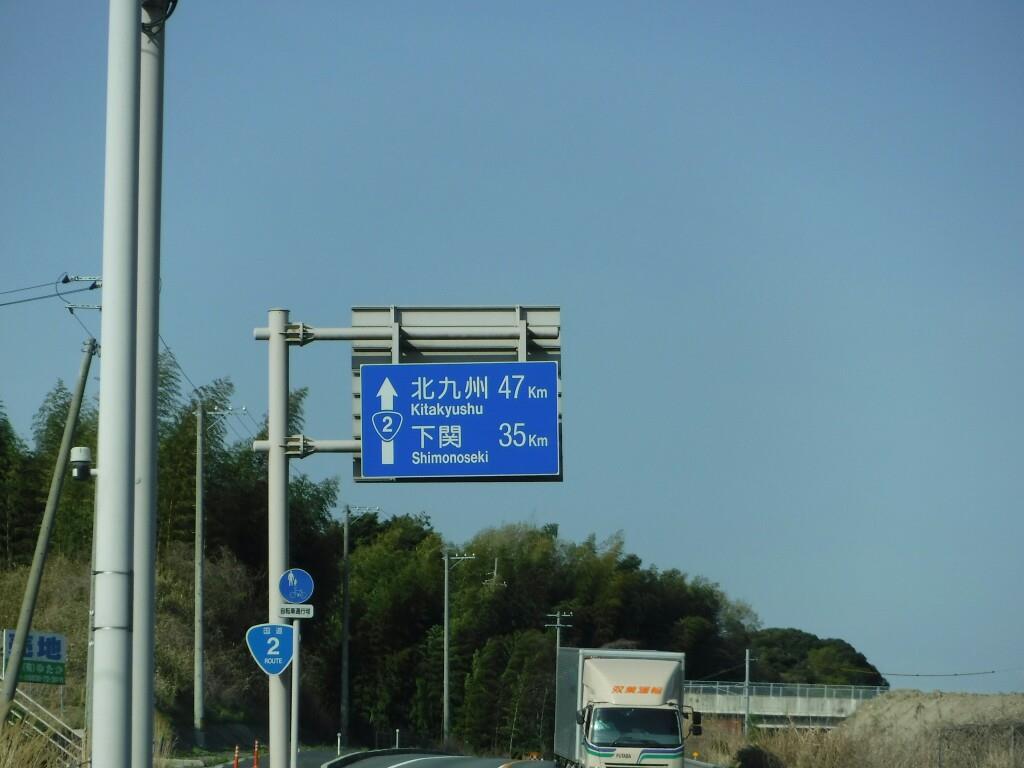 北九州 47 Km
Kitakyushu
2
下関 35 Km
Shimonoseki
自転車通行可
国道
2
ROUTE
双葉運輸
FUTABA
地